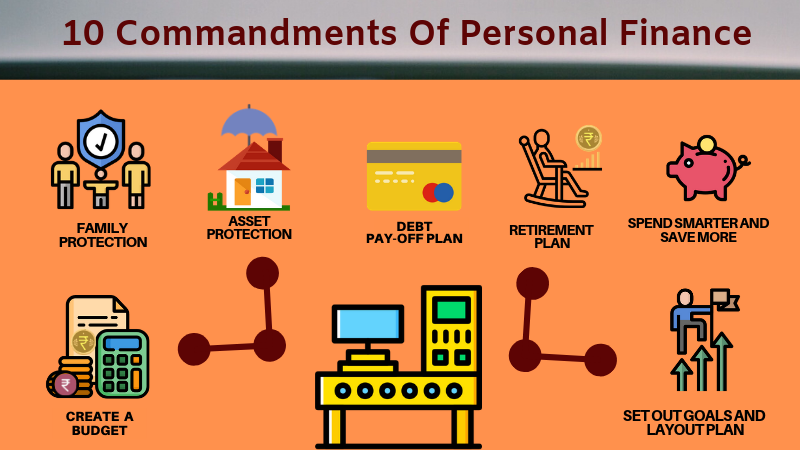 10 Commandments Of Personal Finance
FAMILY
PROTECTION
ASSET
PROTECTION
DEBT
PAY-OFF PLAN
RETIREMENT
PLAN
SPEND SMARTER AND
SAVE MORE
₹
₹
₹
CREATE A
BUDGET
SET OUT GOALS AND
LAYOUT PLAN